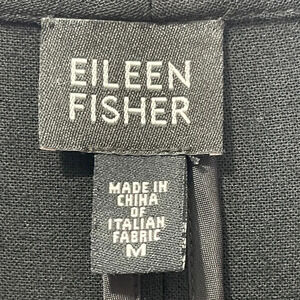 EILEEN
FISHER
MADE IN
CHINA
OF
ITALIAN
FABRIC
M